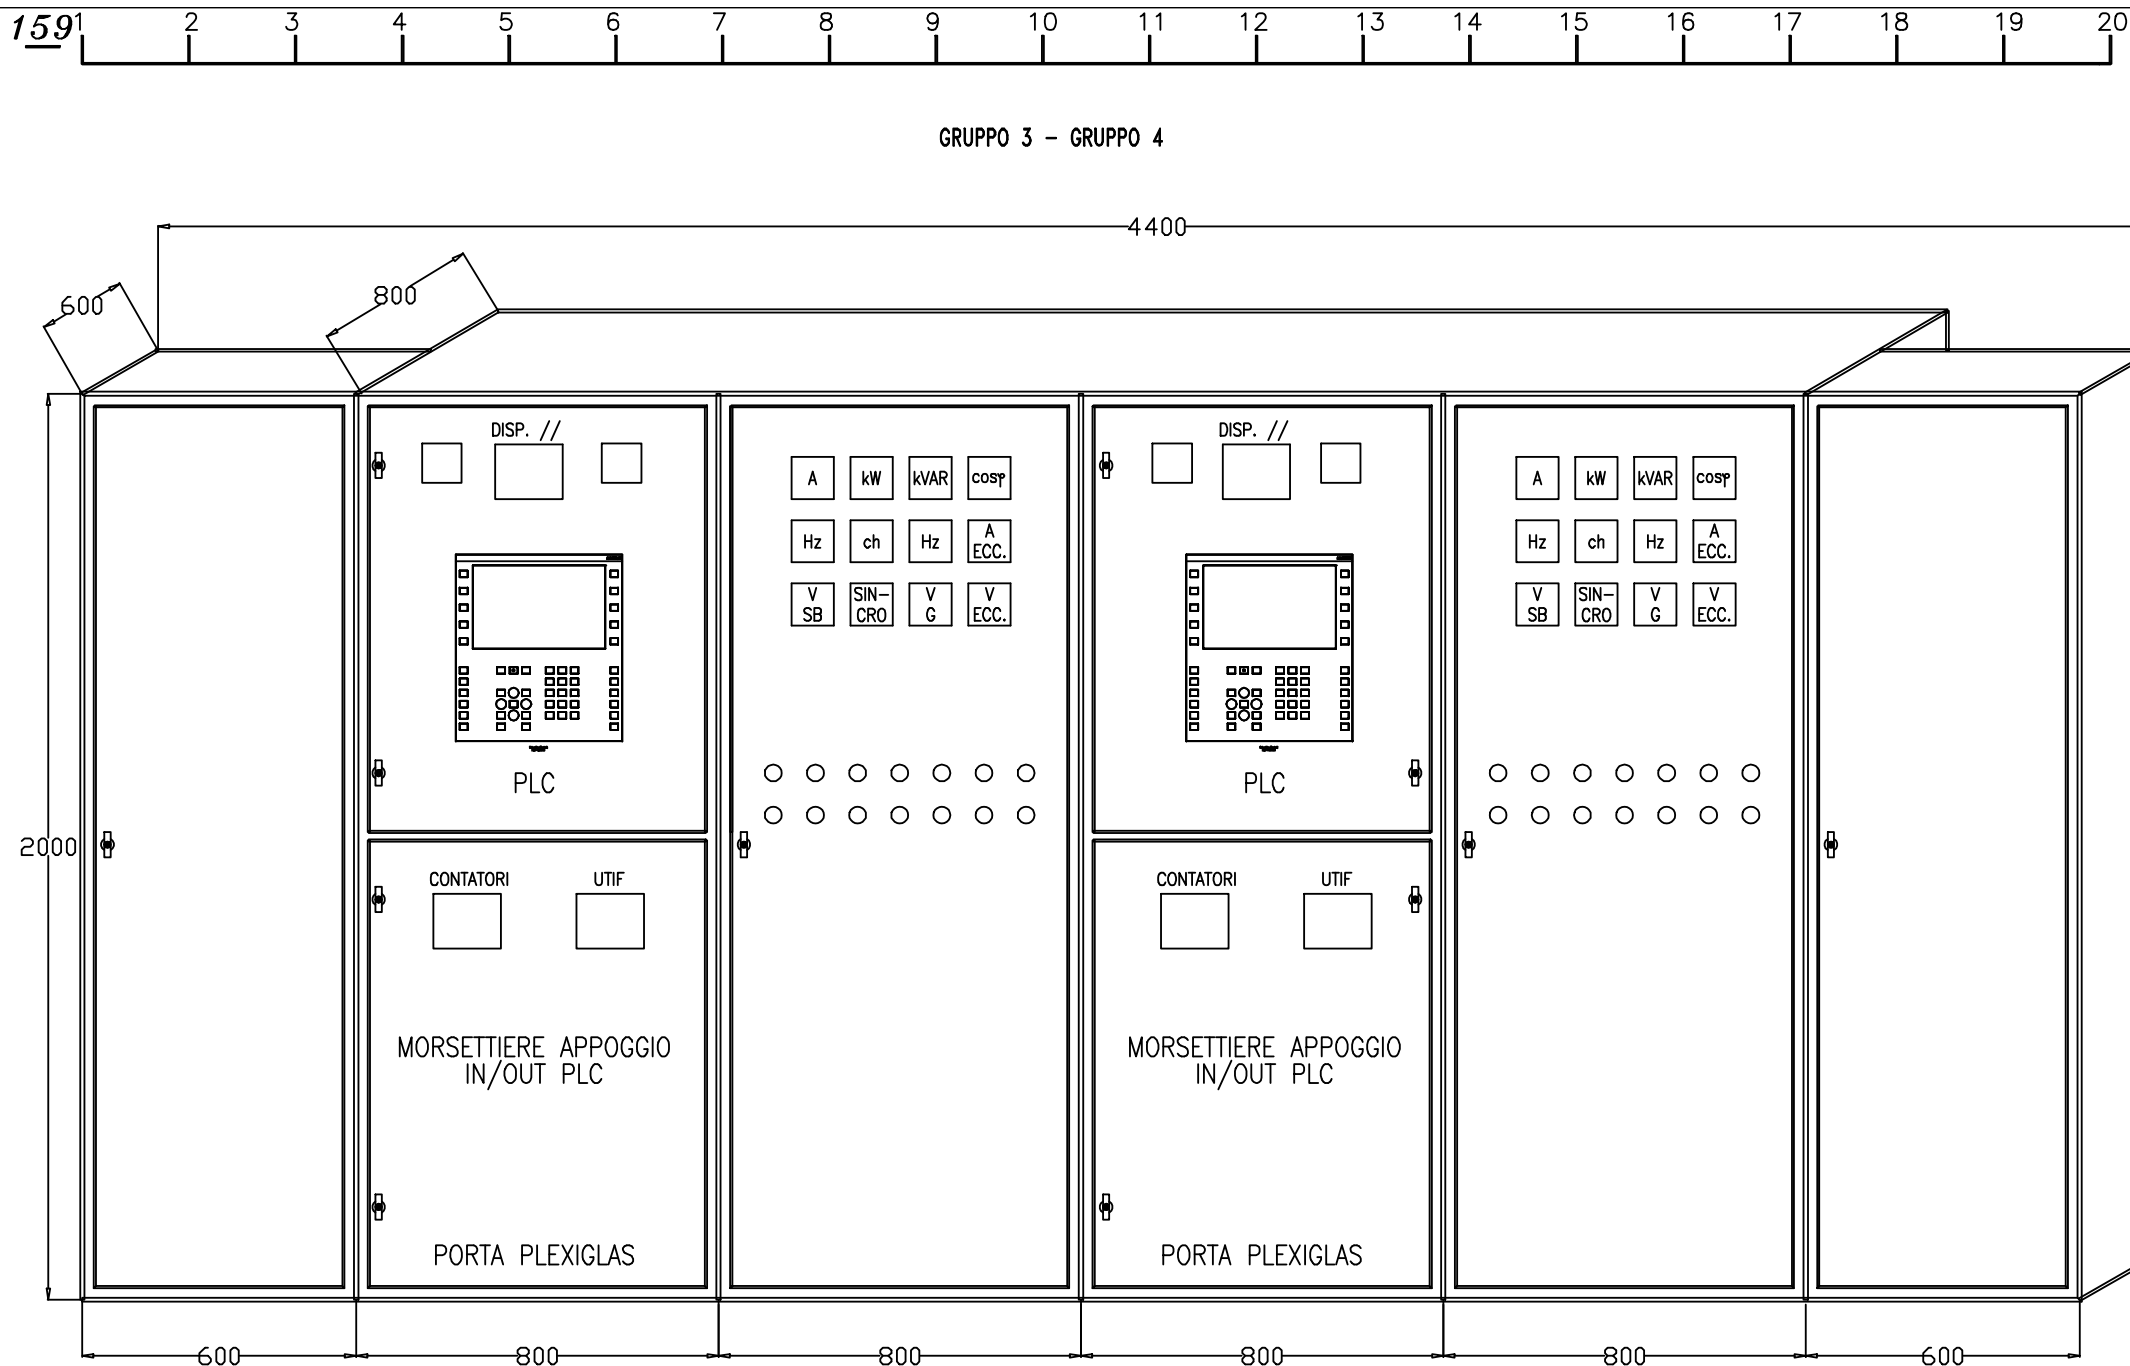 159 1 2 3 4 5 6 7 8 9 10 11 12 13 14 15 16 17 18 19 20
GRUPPO 3 - GRUPPO 4
4400
600
800
2000
DISP. //
PLC
CONTATORI UTIF
MORSETTIERE APPOGGIO
IN/OUT PLC
PORTA PLEXIGLAS
A kW kVAR cosφ
Hz ch Hz A ECC.
V SB SIN-CRO V G V ECC.
DISP. //
PLC
CONTATORI UTIF
MORSETTIERE APPOGGIO
IN/OUT PLC
PORTA PLEXIGLAS
A kW kVAR cosφ
Hz ch Hz A ECC.
V SB SIN-CRO V G V ECC.
600 800 800 800 800 600